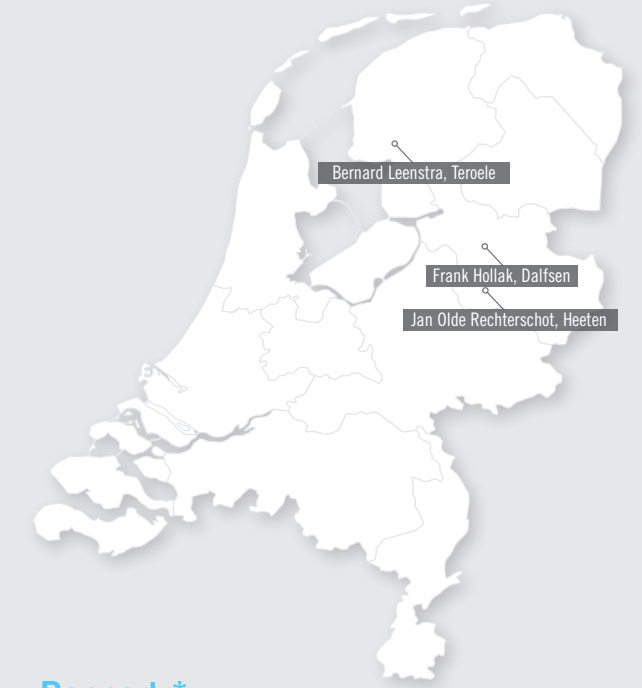 Bernard Leenstra, Teroele
Frank Hollak, Dalfsen
Jan Olde Rechterschot, Heeten